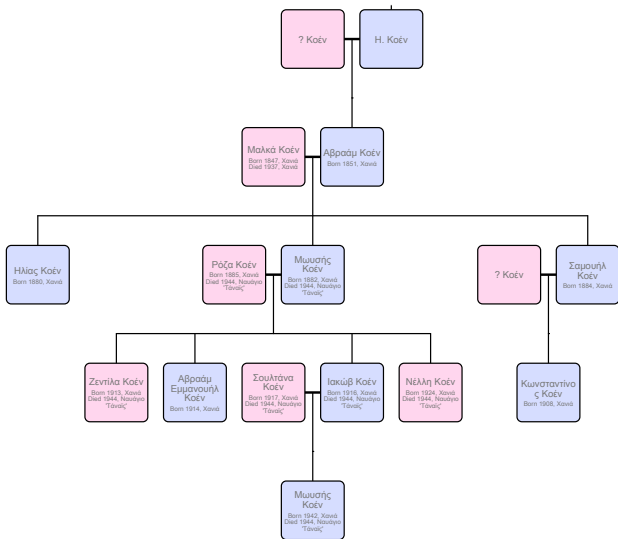 ? Κοέν
Η. Κοέν
Μαλκά Κοέν
Born 1847, Χανιά
Died 1937, Χανιά
Αβραάμ Κοέν
Born 1851, Χανιά
Ηλίας Κοέν
Born 1880, Χανιά
Ρόζα Κοέν
Born 1885, Χανιά
Died 1944, Ναυάγιο
"Τάναϊς"
Μωυσής
Κοέν
Born 1882, Χανιά
Died 1944, Ναυάγιο
"Τάναϊς"
? Κοέν
Σαμουήλ
Κοέν
Born 1884, Χανιά
Ζεντίλα Κοέν
Born 1913, Χανιά
Died 1944, Ναυάγιο
"Τάναϊς"
Αβραάμ
Εμμανουήλ
Κοέν
Born 1914, Χανιά
Σουλτάνα
Κοέν
Born 1917, Χανιά
Died 1944, Ναυάγιο
"Τάναϊς"
Ιακώβ Κοέν
Born 1916, Χανιά
Died 1944, Ναυάγιο
"Τάναϊς"
Νέλλη Κοέν
Born 1924, Χανιά
Died 1944, Ναυάγιο
"Τάναϊς"
Κωνσταντίνο
ς Κοέν
Born 1908, Χανιά
Μωυσής
Κοέν
Born 1942, Χανιά
Died 1944, Ναυάγιο
"Τάναϊς"